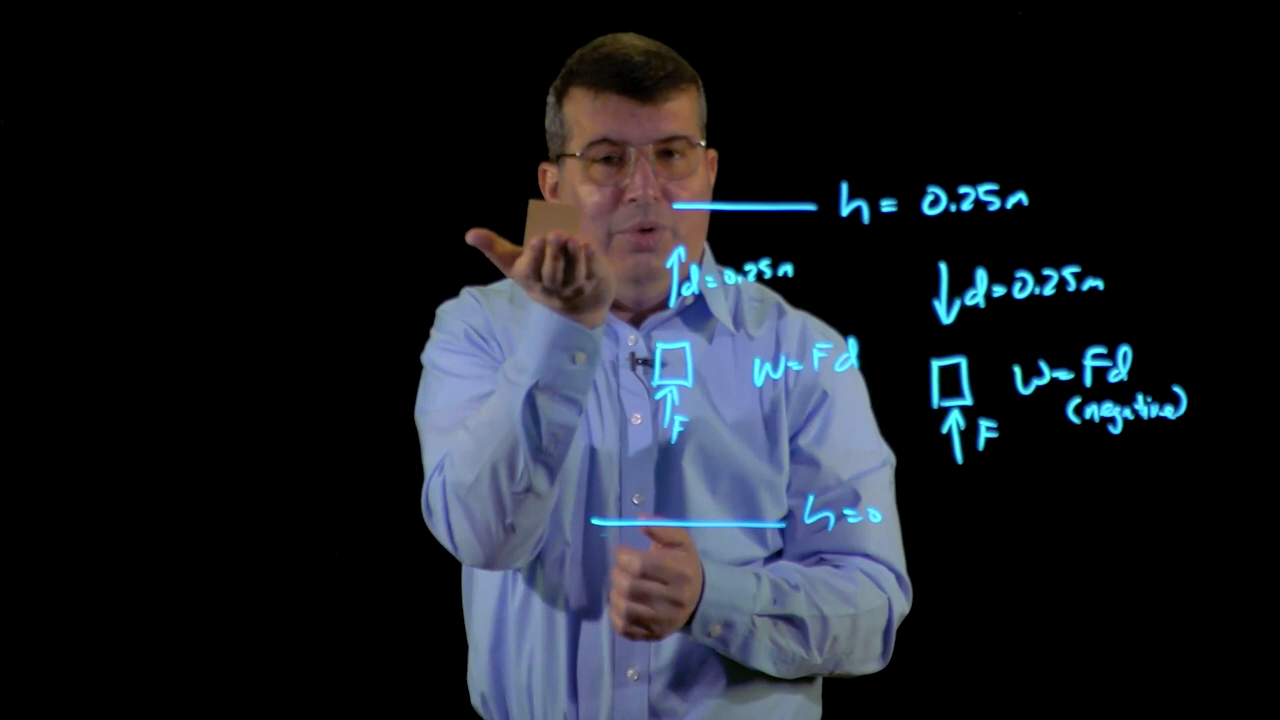 h = 0.25m
d=0.25m
d=0.25m
W=Fd
W=Fd
(negative)
F
F
h=0